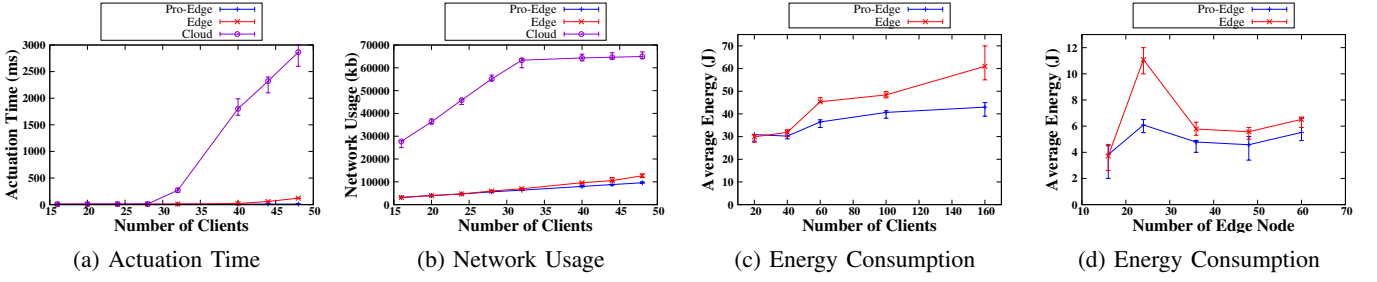 Pro-Edge
Edge
Cloud
Actuation Time (ms)
3000
2500
2000
1500
1000
500
0
15 20 25 30 35 40 45 50
Number of Clients
(a) Actuation Time
Pro-Edge
Edge
Cloud
Network Usage (kb)
70000
60000
50000
40000
30000
20000
10000
0
15 20 25 30 35 40 45 50
Number of Clients
(b) Network Usage
Pro-Edge
Edge
Average Energy (J)
70
60
50
40
30
20
10
0
20 40 60 80 100 120 140 160
Number of Clients
(c) Energy Consumption
Pro-Edge
Edge
Average Energy (J)
12
10
8
6
4
2
0
10 20 30 40 50 60 70
Number of Edge Node
(d) Energy Consumption